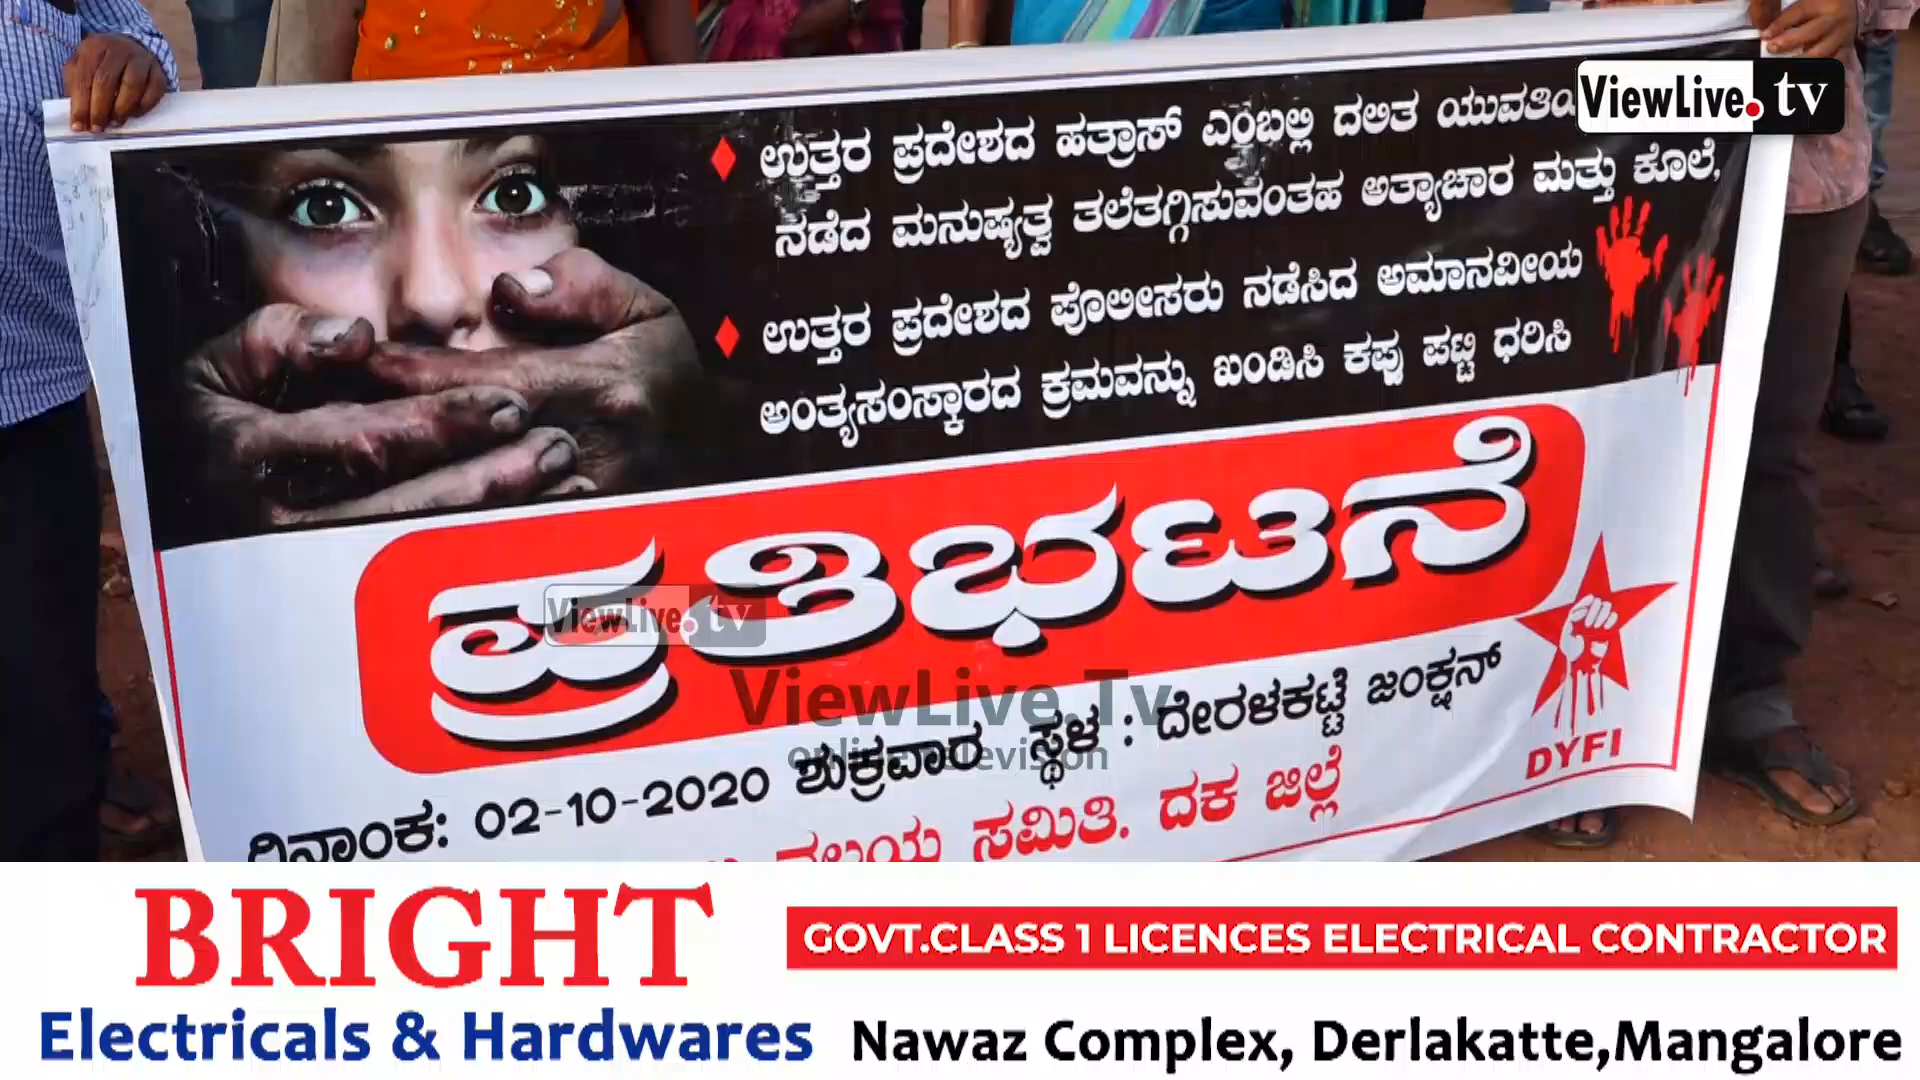 ViewLive.tv
ಉತ್ತರ ಪ್ರದೇಶದ ಹತ್ರಾಸ್ ಎಂಬಲ್ಲಿ ದಲಿತ
ನಡೆದ ಮನುಷ್ಯತ್ವ ತಲೆತಗ್ಗಿಸುವಂತಹ ಅತ್ಯಾಚಾರ ಮತ್ತು ಕೊಲೆ,
ಉತ್ತರ ಪ್ರದೇಶದ ಪೊಲೀಸರು ನಡೆಸಿದ ಅಮಾನವೀಯ
ಅಂತ್ಯಸಂಸ್ಕಾರದ ಕ್ರಮವನ್ನು ಖಂಡಿಸಿ ಕಪ್ಪು ಪಟ್ಟಿ ಧರಿಸಿ
ಪ್ರತಿಭಟನೆ
ViewLive.tv
ViewLive.Tv
online television
DYFI
ದಿನಾಂಕ: 02-10-2020 ಶುಕ್ರವಾರ ಸ್ಥಳ : ದೇರಳಕಟ್ಟೆ ಜಂಕ್ಷನ್
ವಲಯ ಸಮಿತಿ. ದಕ ಜಿಲ್ಲೆ
BRIGHT
Electricals & Hardwares
GOVT.CLASS 1 LICENCES ELECTRICAL CONTRACTOR
Nawaz Complex, Derlakatte,Mangalore